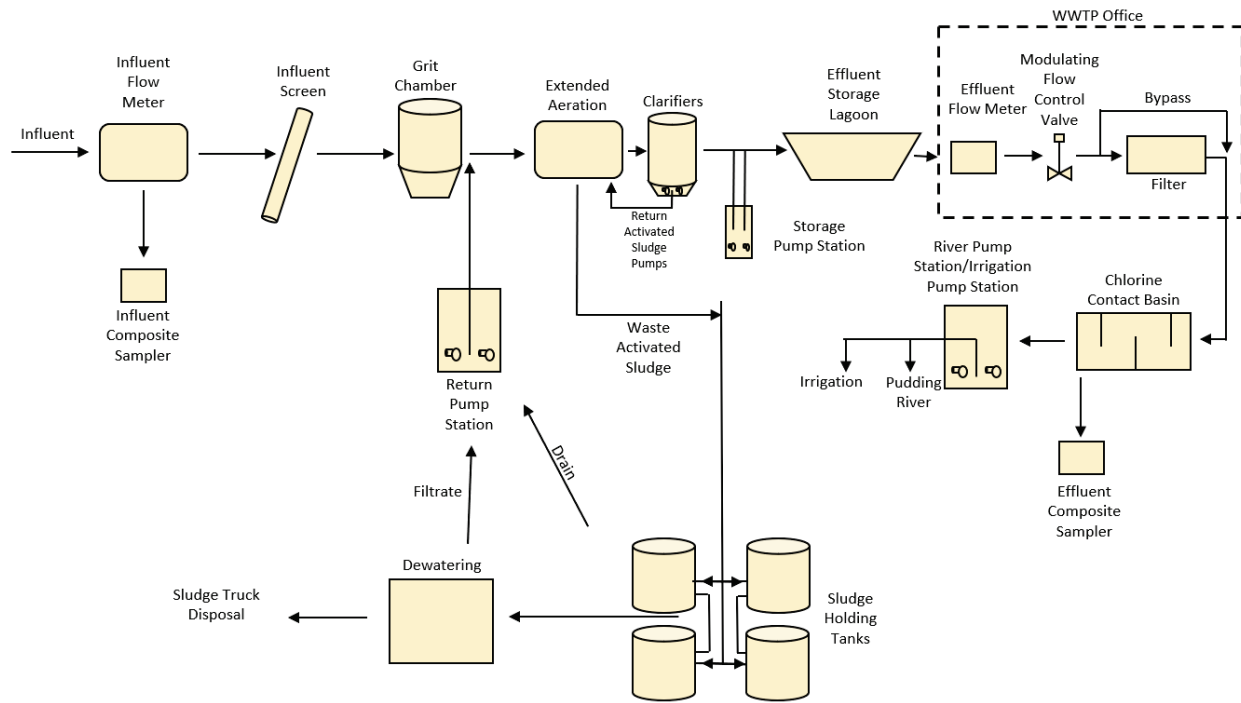 WWTP Office
Influent
Flow
Meter
Influent
Screen
Grit
Chamber
Extended
Aeration
Clarifiers
Effluent
Storage
Lagoon
Effluent
Flow Meter
Modulating
Flow
Control
Valve
Bypass
Influent
Filter
Return
Activated
Sludge
Pumps
Storage
Pump Station
River Pump
Station/Irrigation
Pump Station
Chlorine
Contact Basin
Influent
Composite
Sampler
Waste
Activated
Sludge
Irrigation
Pudding
River
Return
Pump
Station
Drain
Filtrate
Effluent
Composite
Sampler
Dewatering
Sludge Truck
Disposal
Sludge
Holding
Tanks